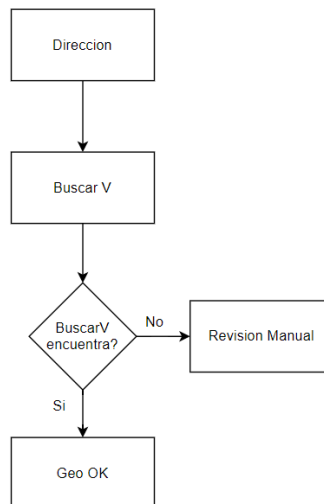 Direccion
Buscar V
BuscarV
encuentra?
No
Revision Manual
Si
Geo OK